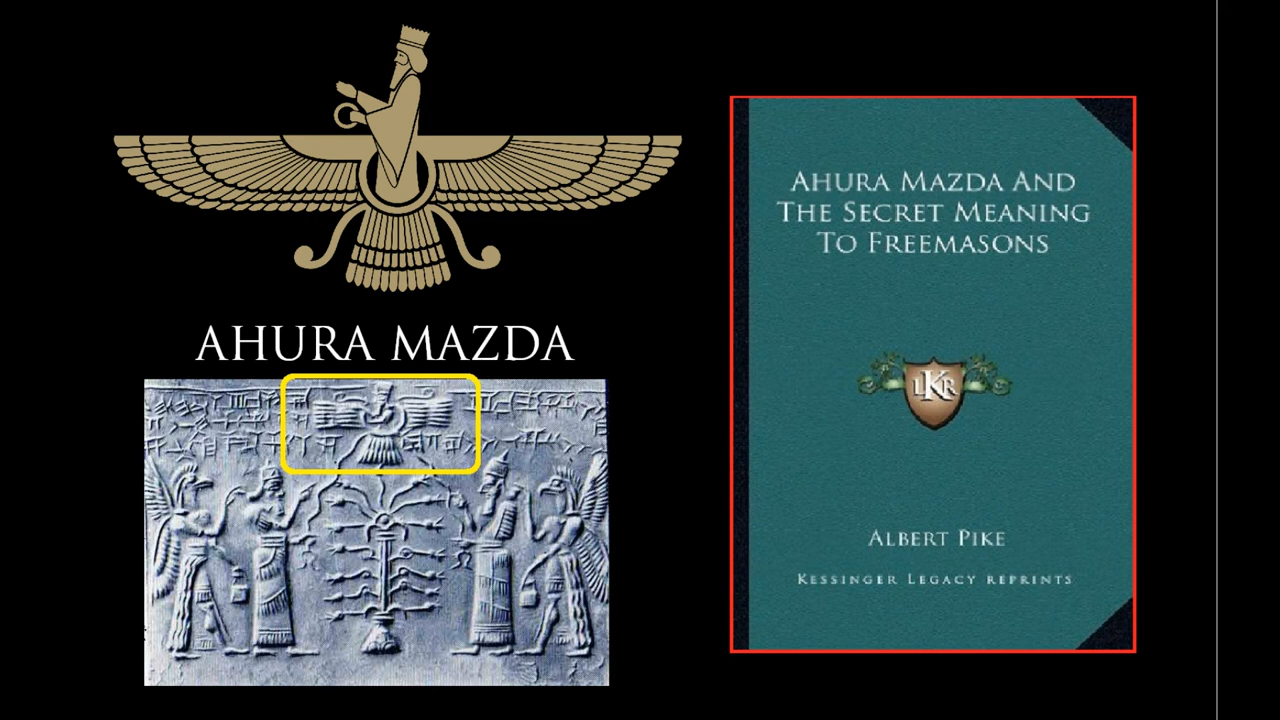 AHURA MAZDA
AHURA MAZDA AND
THE SECRET MEANING
TO FREEMASONS
LKR
ALBERT PIKE
KESSINGER LEGACY REPRINTS